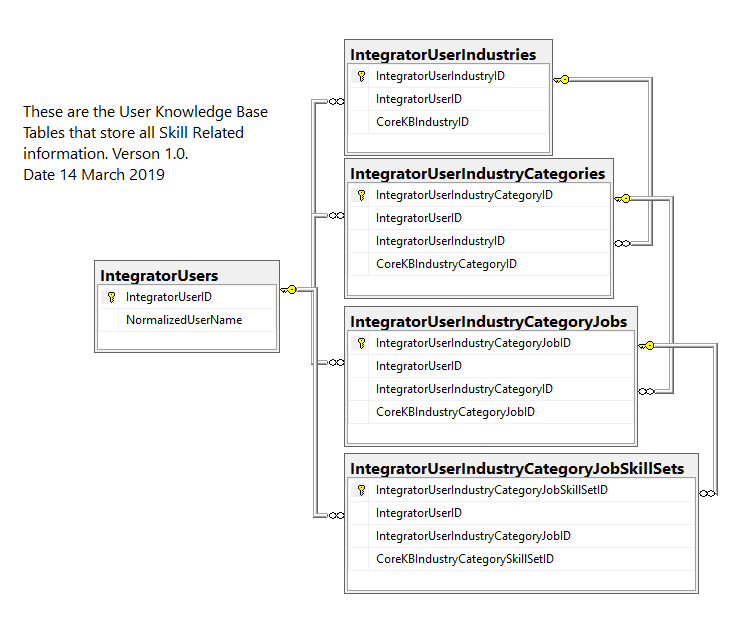 These are the User Knowledge Base
Tables that store all Skill Related
information. Verson 1.0.
Date 14 March 2019
IntegratorUsers
IntegratorUserID
NormalizedUserName
IntegratorUserIndustries
IntegratorUserIndustryID
IntegratorUserID
CoreKBIndustryID
IntegratorUserIndustryCategories
IntegratorUserIndustryCategoryID
IntegratorUserID
IntegratorUserIndustryID
CoreKBIndustryCategoryID
IntegratorUserIndustryCategoryJobs
IntegratorUserIndustryCategoryJobID
IntegratorUserID
IntegratorUserIndustryCategoryID
CoreKBIndustryCategoryJobID
IntegratorUserIndustryCategoryJobSkillSets
IntegratorUserIndustryCategoryJobSkillSetID
IntegratorUserID
IntegratorUserIndustryCategoryJobID
CoreKBIndustryCategorySkillSetID